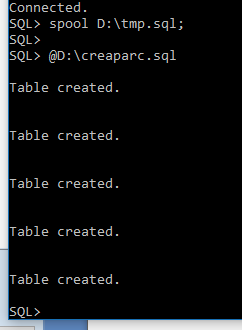 Connected.
SQL> spool D:\tmp.sql;
SQL>
SQL> @D:\creaparc.sql
Table created.
Table created.
Table created.
Table created.
Table created.
SQL>